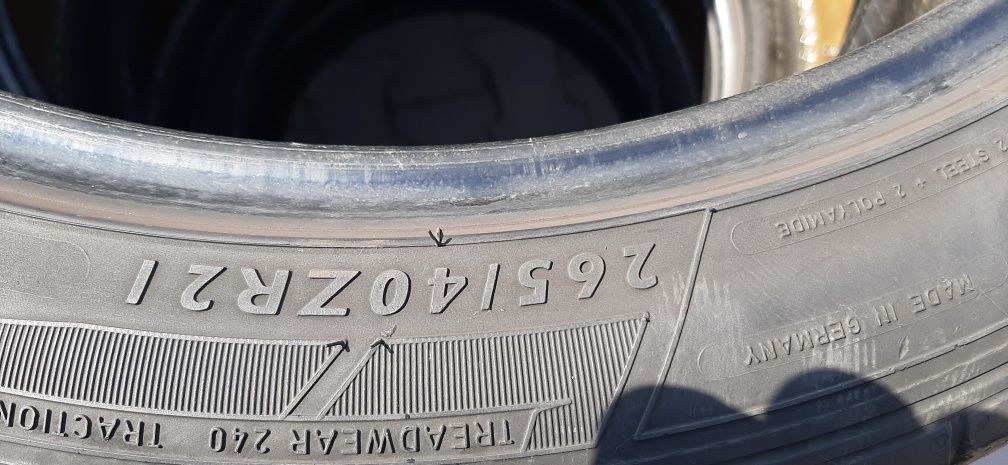 TREADWEAR 240 TRACTION
MADE IN GERMANY
265/40ZR21
2 STEEL + 2 POLYAMIDE